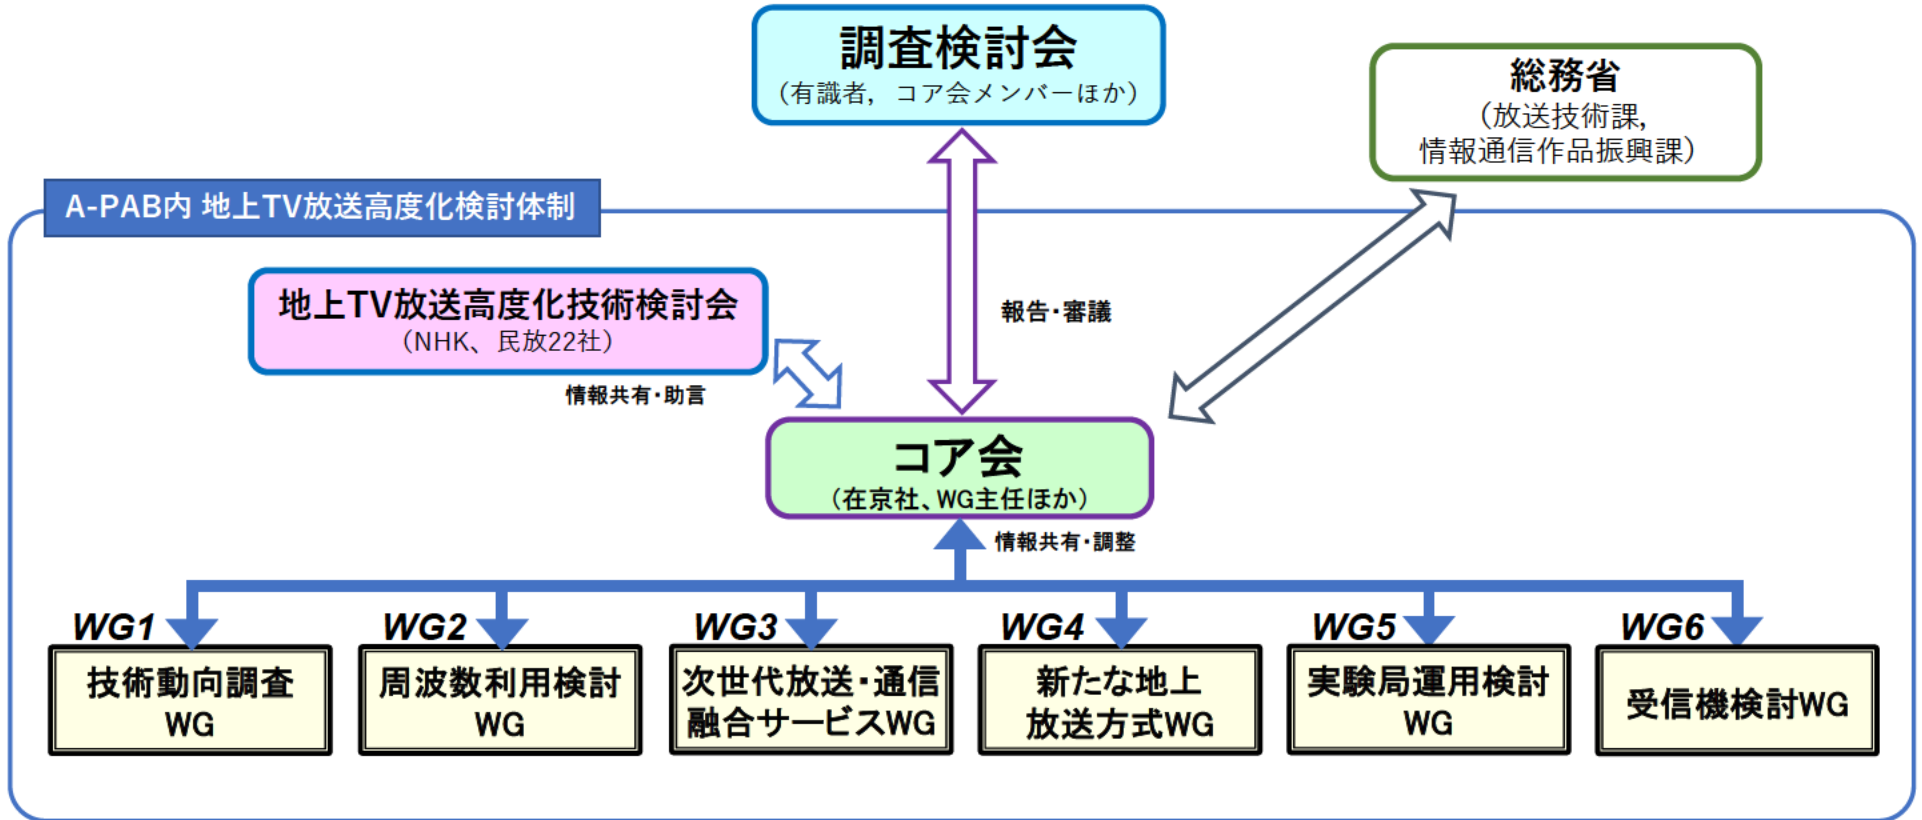 調査検討会
（有識者，コア会メンバーほか）
総務省
（放送技術課，
情報通信作品振興課）
A-PAB内 地上TV放送高度化検討体制
地上TV放送高度化技術検討会
（NHK、民放22社）
報告・審議
情報共有・助言
コア会
（在京社、WG主任ほか）
情報共有・調整
WG1
技術動向調査
WG
WG2
周波数利用検討
WG
WG3
次世代放送・通信
融合サービスWG
WG4
新たな地上
放送方式WG
WG5
実験局運用検討
WG
WG6
受信機検討WG